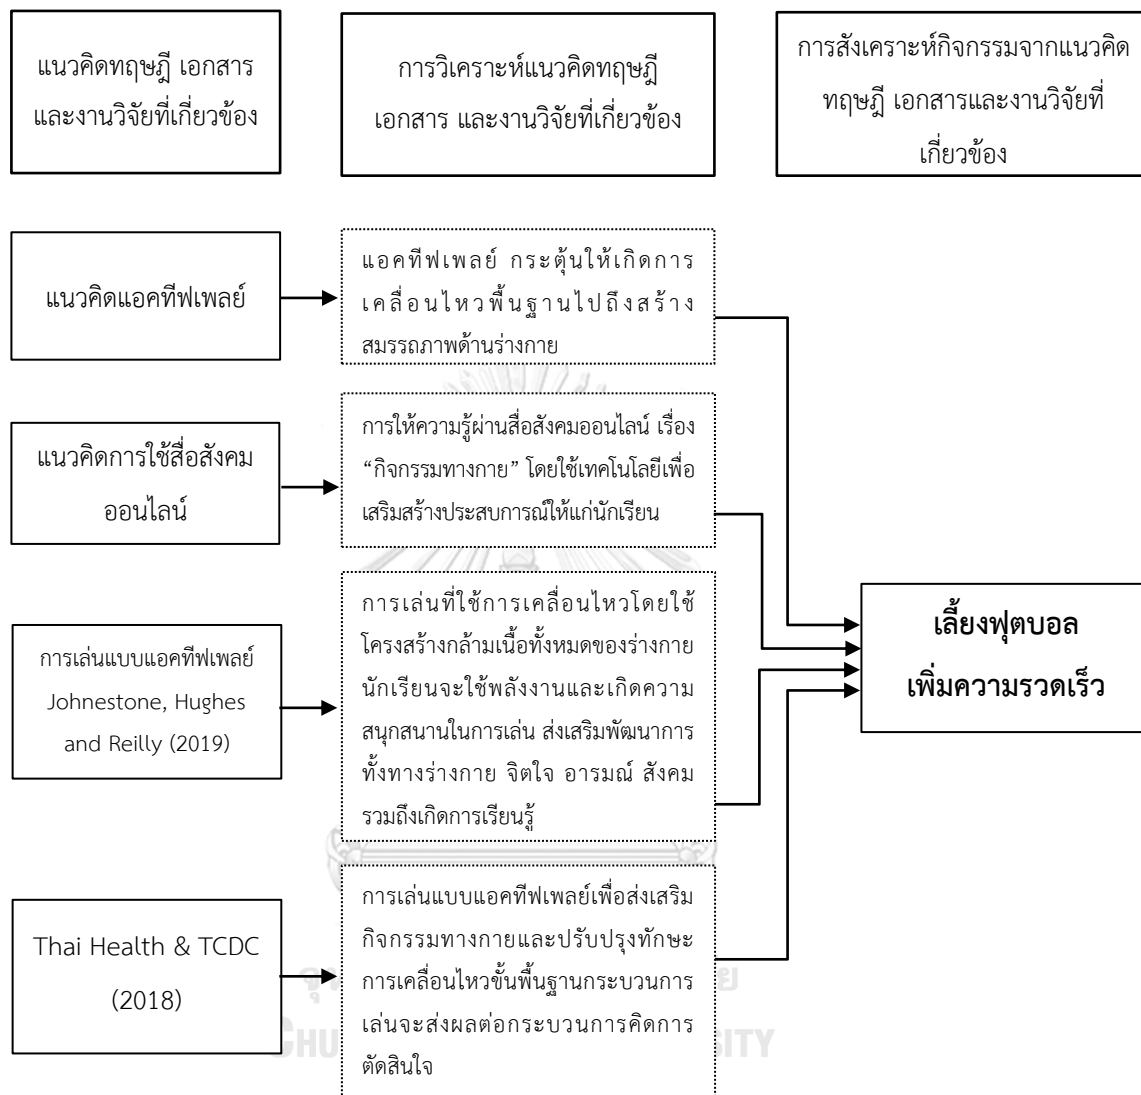 แนวคิดทฤษฎี เอกสาร
และงานวิจัยที่เกี่ยวข้อง
การวิเคราะห์แนวคิดทฤษฎี
เอกสาร และงานวิจัยที่เกี่ยวข้อง
การสังเคราะห์กิจกรรมจากแนวคิด
ทฤษฎี เอกสารและงานวิจัยที่
เกี่ยวข้อง
แนวคิดแอคทีฟเพลย์
แอคทีฟเพลย์ กระตุ้นให้เกิดการ
เคลื่อนไหวพื้นฐานไปถึงสร้าง
สมรรถภาพด้านร่างกาย
แนวคิดการใช้สื่อสังคม
ออนไลน์
การให้ความรู้ผ่านสื่อสังคมออนไลน์ เรื่อง
“กิจกรรมทางกาย” โดยใช้เทคโนโลยีเพื่อ
เสริมสร้างประสบการณ์ให้แก่นักเรียน
การเล่นแบบแอคทีฟเพลย์
Johnestone, Hughes
and Reilly (2019)
การเล่นที่ใช้การเคลื่อนไหวโดยใช้
โครงสร้างกล้ามเนื้อทั้งหมดของร่างกาย
นักเรียนจะใช้พลังงานและเกิดความ
สนุกสนานในการเล่น ส่งเสริมพัฒนาการ
ทั้งทางร่างกาย จิตใจ อารมณ์ สังคม
รวมถึงเกิดการเรียนรู้
เลี้ยงฟุตบอล
เพิ่มความรวดเร็ว
Thai Health & TCDC
(2018)
การเล่นแบบแอคทีฟเพลย์เพื่อส่งเสริม
กิจกรรมทางกายและปรับปรุงทักษะ
การเคลื่อนไหวขั้นพื้นฐานกระบวนการ
เล่นจะส่งผลต่อกระบวนการคิดการ
ตัดสินใจ